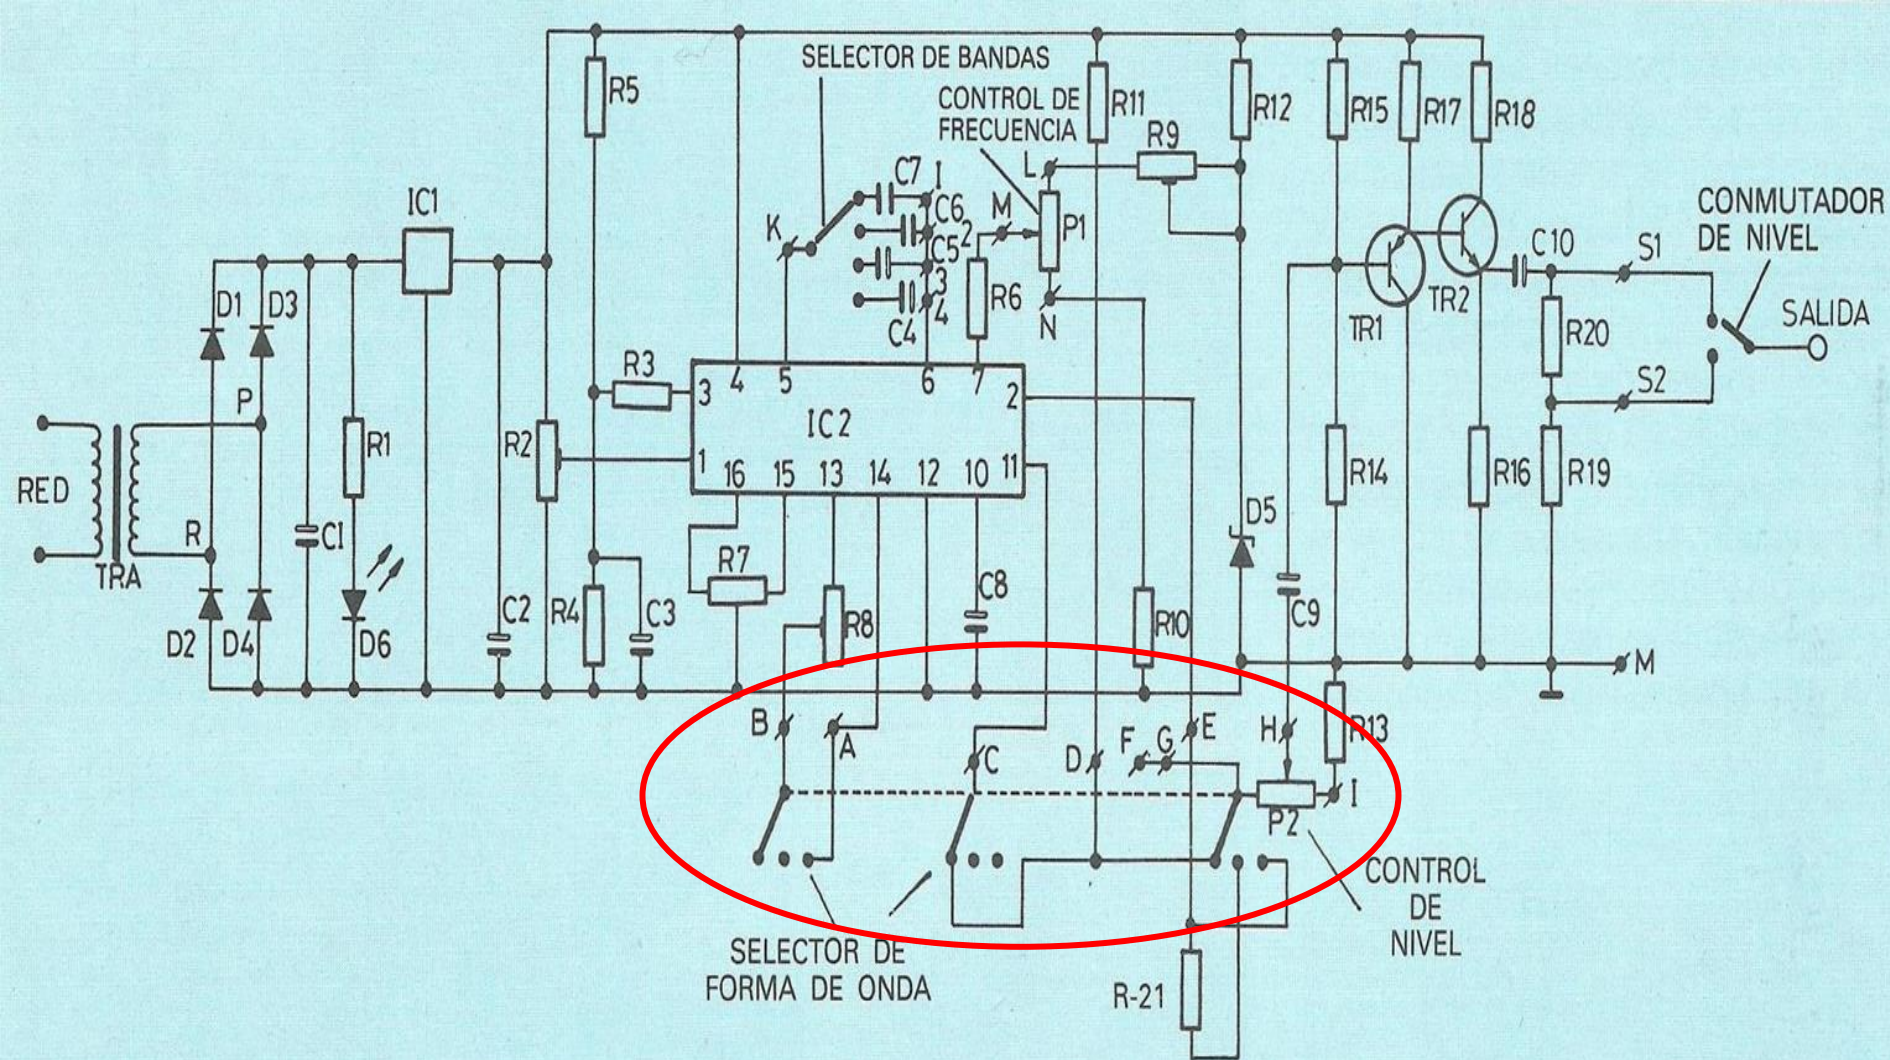 SELECTOR DE BANDAS
CONTROL DE
FRECUENCIA
R5
R11
R9
R12
R15
R17
R18
L
C7
I
C6
M
2
C5
3
4
C4
K
P1
R6
N
IC1
CONMUTADOR
DE NIVEL
C10
S1
SALIDA
TR1
TR2
R20
S2
D1
D3
P
R3
3
4
5
6
7
2
IC2
1
16
15
13
14
12
10
11
R1
R2
RED
R
TRA
C1
R14
R16
R19
D5
R7
C8
C2
R4
C3
R8
R10
C9
D2
D4
D6
M
B
A
C
D
F
G
E
H
R13
I
P2
CONTROL
DE
NIVEL
SELECTOR DE
FORMA DE ONDA
R-21